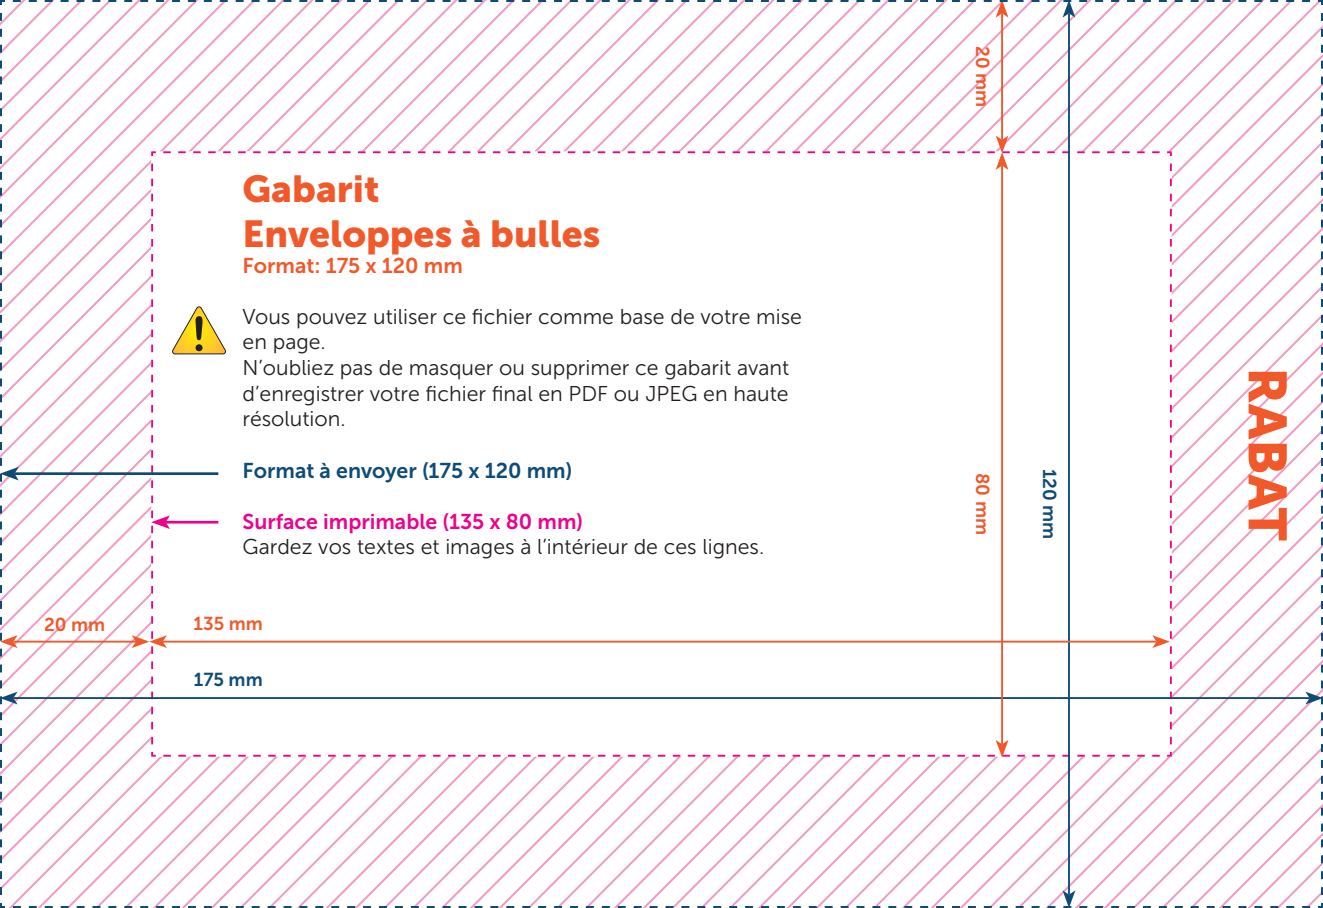 20 mm
Gabarit
Enveloppes à bulles
Format: 175 x 120 mm
Vous pouvez utiliser ce fichier comme base de votre mise
en page.
N’oubliez pas de masquer ou supprimer ce gabarit avant
d’enregistrer votre fichier final en PDF ou JPEG en haute
résolution.
Format à envoyer (175 x 120 mm)
Surface imprimable (135 x 80 mm)
Gardez vos textes et images à l’intérieur de ces lignes.
80 mm
120 mm
RABAT
20 mm
135 mm
175 mm